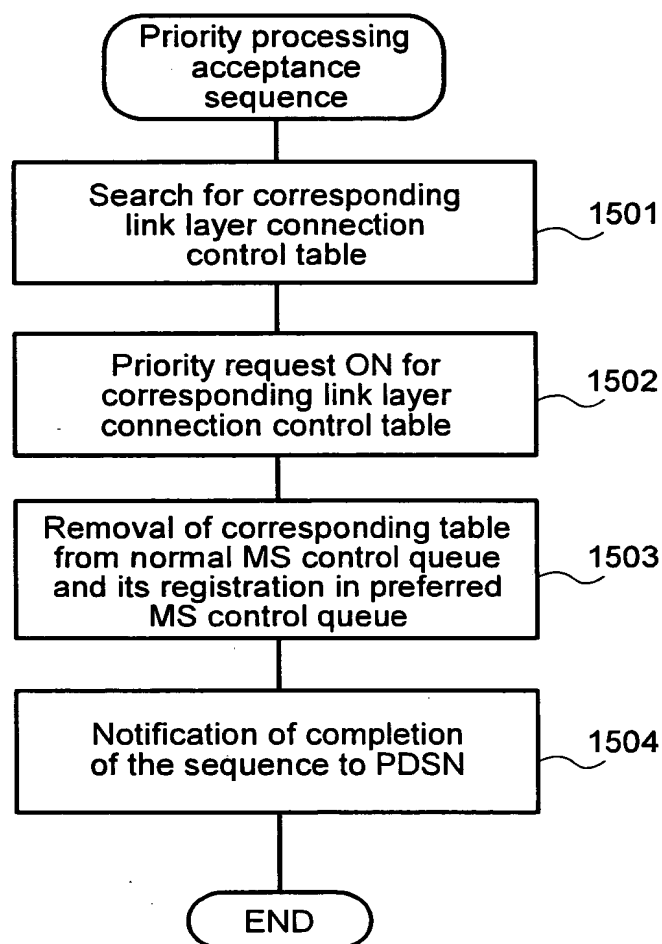 Priority processing
acceptance
sequence
Search for corresponding
link layer connection
control table
1501
Priority request ON for
corresponding link layer
connection control table
1502
Removal of corresponding table
from normal MS control queue
and its registration in preferred
MS control queue
1503
Notification of completion
of the sequence to PDSN
1504
END